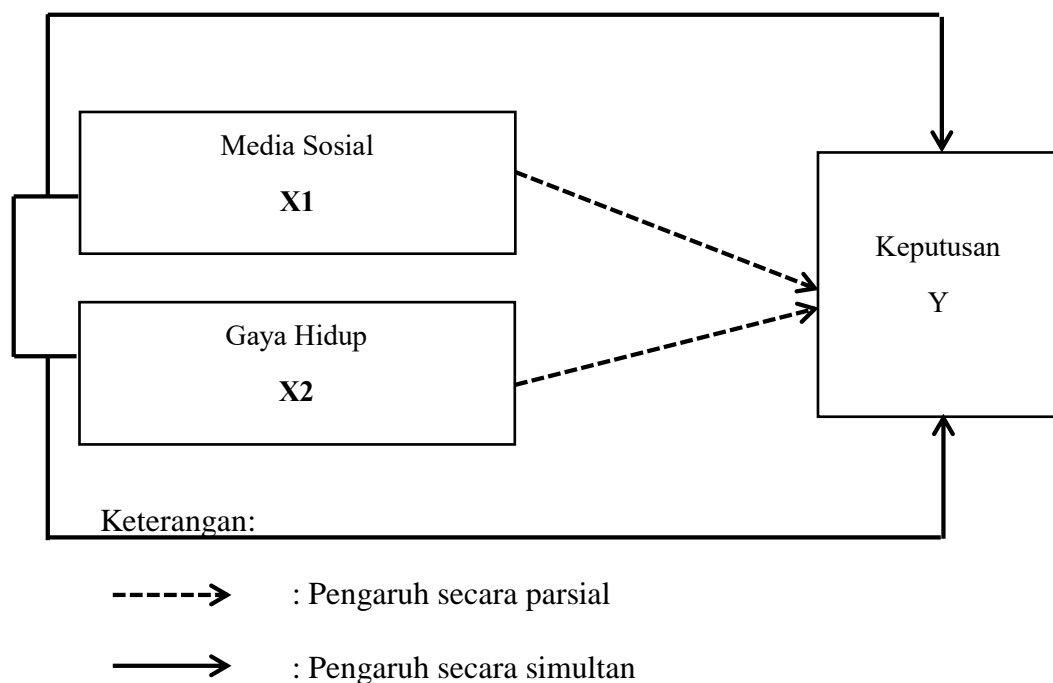 Media Sosial
X1
Gaya Hidup
X2
Keputusan
Y
Keterangan:
: Pengaruh secara parsial
: Pengaruh secara simultan